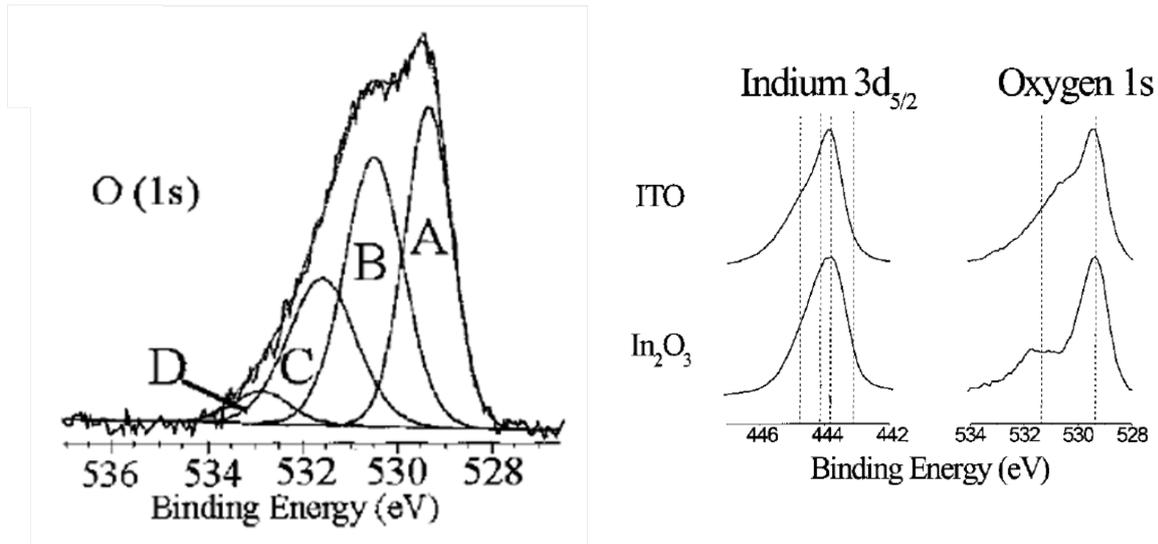 O (1s)
A
B
C
D
536 534 532 530 528
Binding Energy (eV)
Indium 3d5/2 Oxygen 1s
ITO
In2O3
446 444 442 534 532 530 528
Binding Energy (eV)